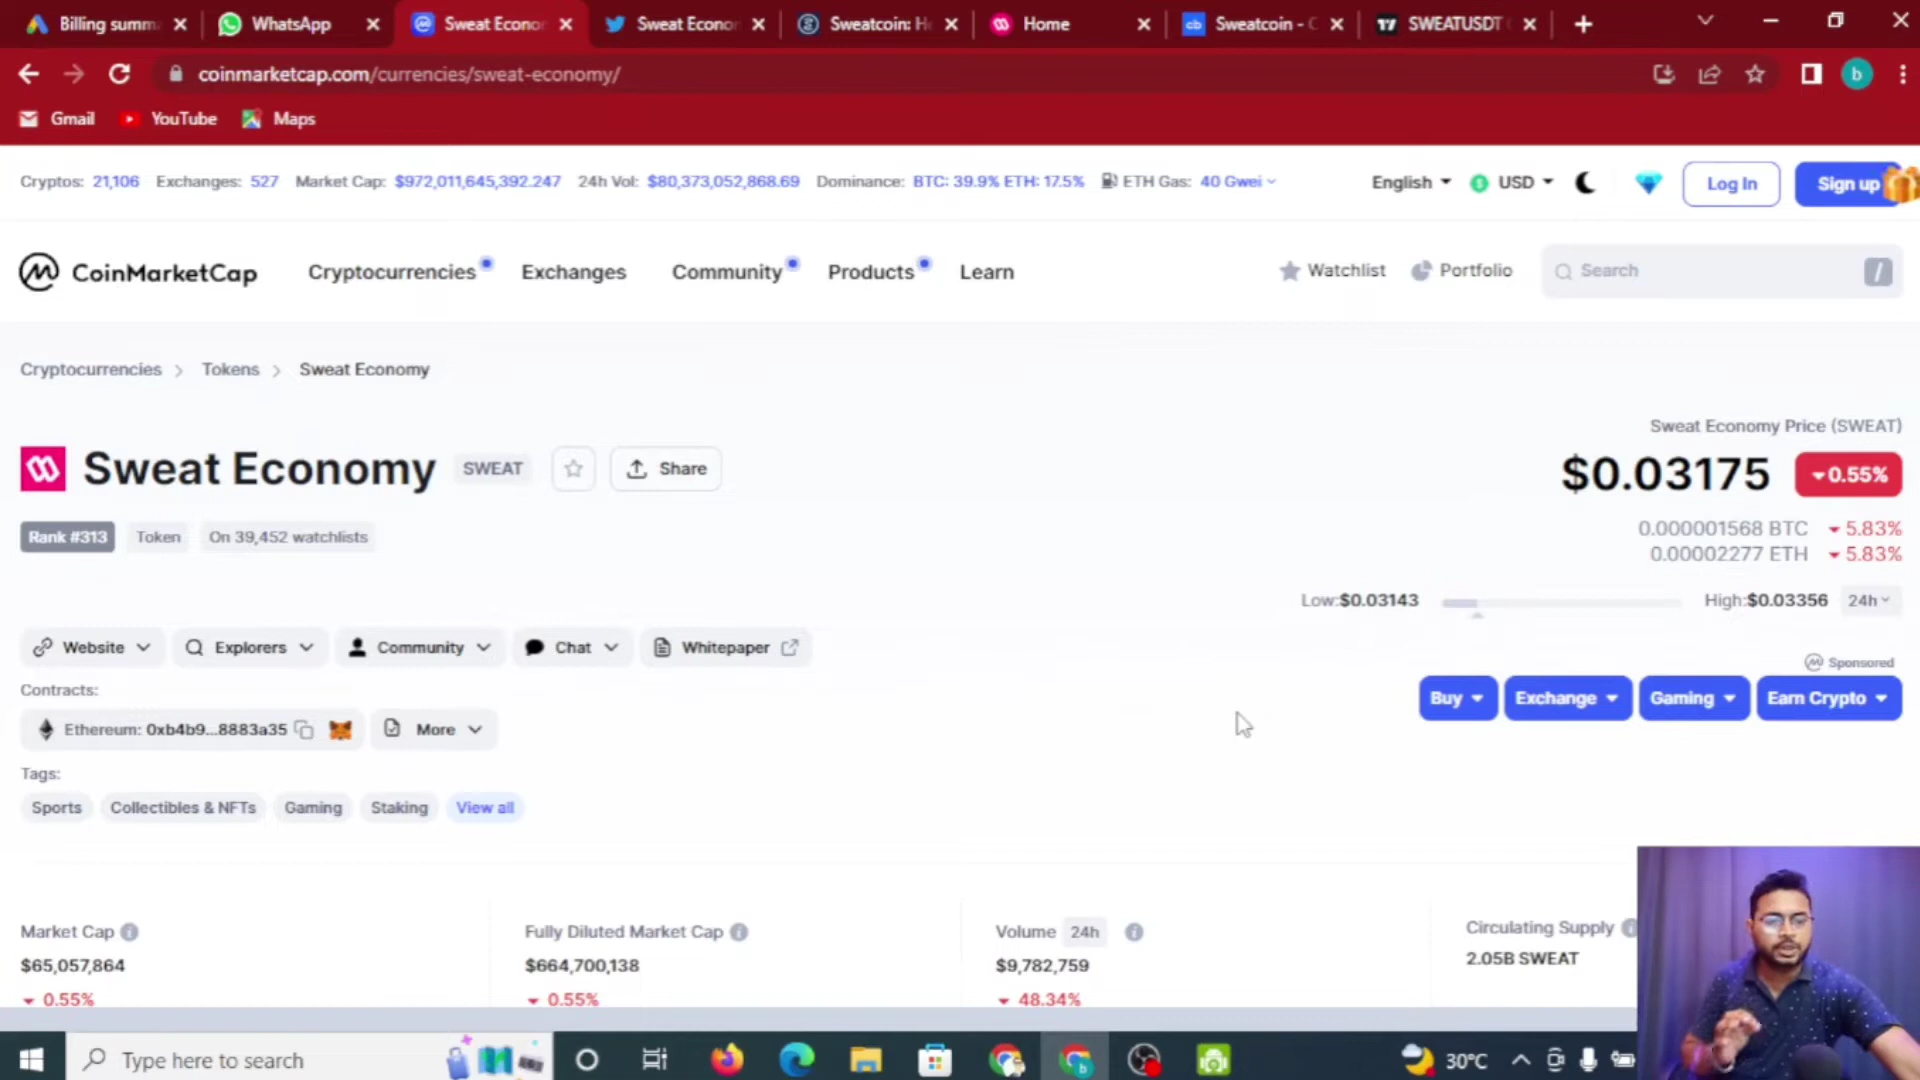 Billing summ
WhatsApp
Sweat Econo
Sweat Econor
Sweatcoin: H
Home
Sweatcoin - C
SWEATUSDT
coinmarketcap.com/currencies/sweat-economy/
b
Gmail
YouTube
Maps
Cryptos: 21,106 Exchanges: 527 Market Cap: $972,011,645,392.247 24h Vol: $80,373,052,868.69 Dominance: BTC: 39.9% ETH: 17.5% ETH Gas: 40 Gwei
English USD Log In Sign up
CoinMarketCap Cryptocurrencies Exchanges Community Products Learn Watchlist Portfolio Search /
Cryptocurrencies > Tokens > Sweat Economy
Sweat Economy Price (SWEAT)
Sweat Economy SWEAT Share
$0.03175 0.55%
Rank #313 Token On 39,452 watchlists
0.000001568 BTC 5.83%
0.00002277 ETH 5.83%
Low:$0.03143 High:$0.03356 24h
Website Explorers Community Chat Whitepaper
Sponsored
Contracts:
Buy Exchange Gaming Earn Crypto
Ethereum: 0xb4b9...8883a35 More
Tags:
Sports Collectibles & NFTs Gaming Staking View all
Market Cap
$65,057,864
0.55%
Fully Diluted Market Cap
$664,700,138
0.55%
Volume 24h
$9,782,759
48.34%
Circulating Supply
2.05B SWEAT
Type here to search
30°C